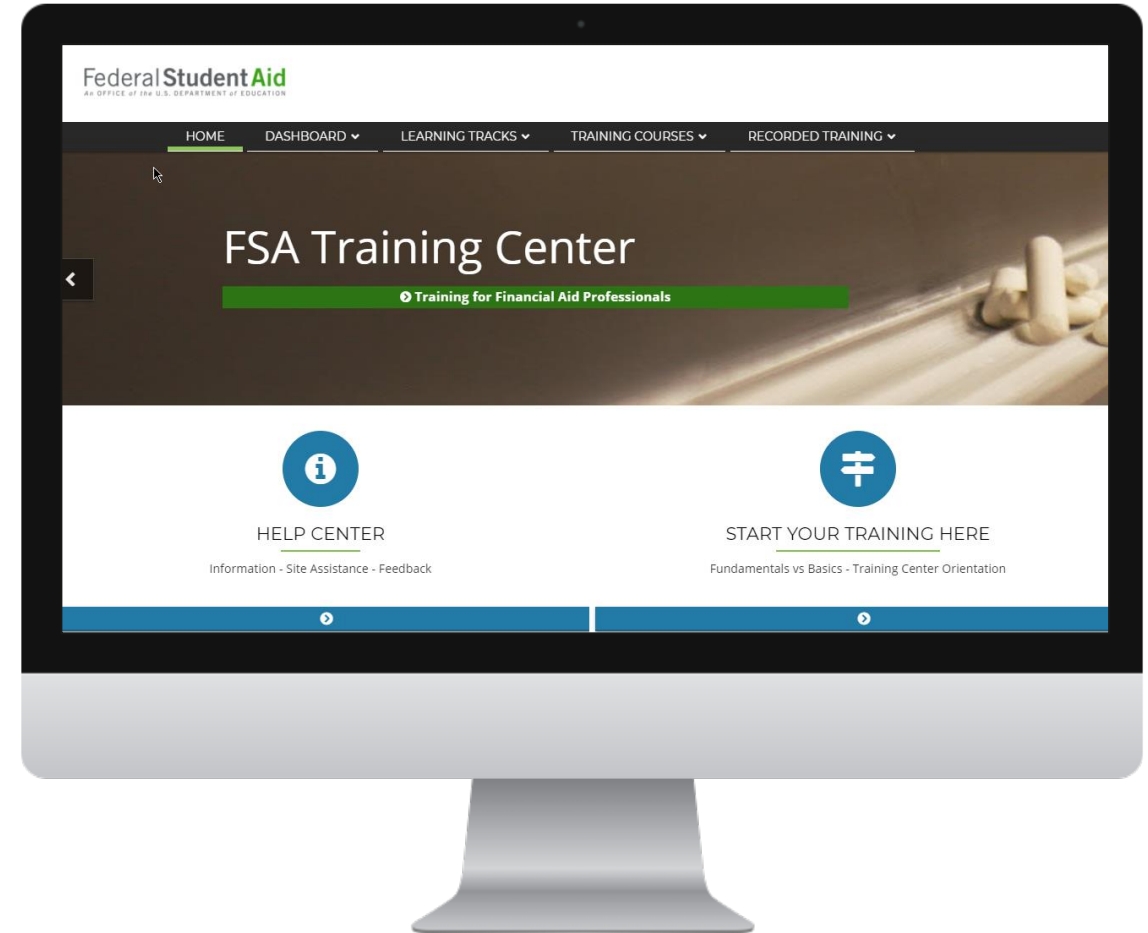 Federal Student Aid
An OFFICE of the U.S. DEPARTMENT of EDUCATION
HOME DASHBOARD LEARNING TRACKS TRAINING COURSES RECORDED TRAINING
FSA Training Center
Training for Financial Aid Professionals
HELP CENTER
Information - Site Assistance - Feedback
START YOUR TRAINING HERE
Fundamentals vs Basics - Training Center Orientation